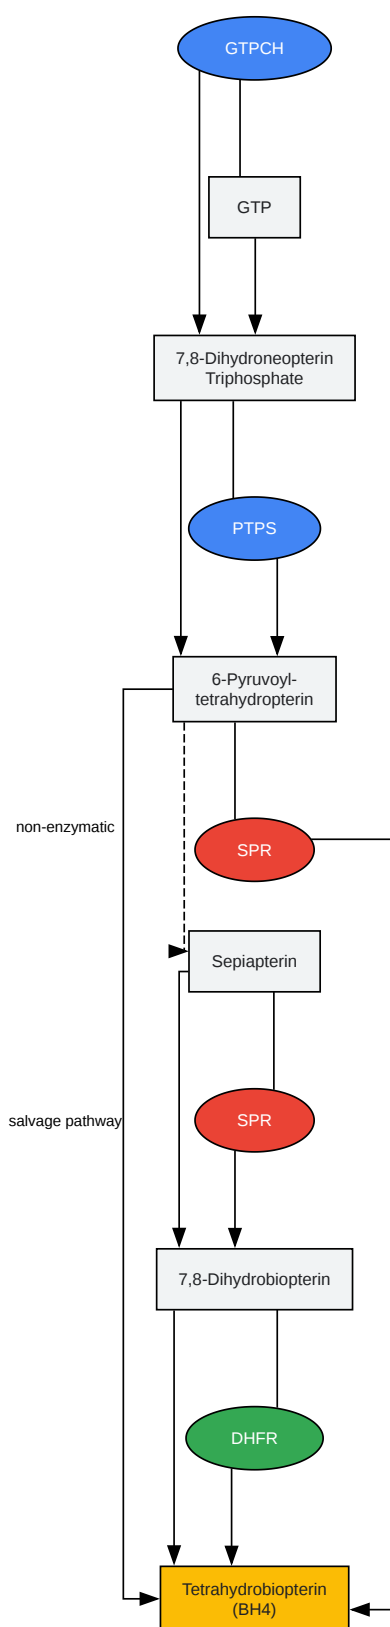 GTPCH
GTP
7,8-Dihydroneopterin
Triphosphate
PTPS
6-Pyruvoyl-
tetrahydropterin
non-enzymatic
SPR
Sepiapterin
salvage pathway
SPR
7,8-Dihydrobiopterin
DHFR
Tetrahydrobiopterin
(BH4)